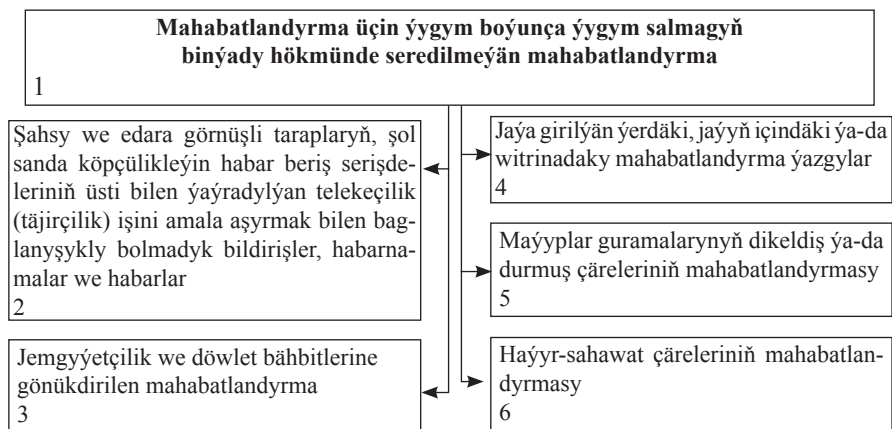 Mahabatlandyrma üçin ýygym boýunça ýygym salmagyň
binýady hökmünde seredilmeýän mahabatlandyrma
1
Şahsy we edara görnüşli taraplaryň, şol
sanda köpçülikleýin habar beriş serişde-
leriniň üsti bilen ýaýradylýan telekeçilik
(täjirçilik) işini amala aşyrmak bilen bag-
lanyşykly bolmadyk bildirişler, habarna-
malar we habarlar
2
Jemgyýetçilik we döwlet bähbitlerine
gönükdirilen mahabatlandyrma
3
Jaýa girilýän ýerdäki, jaýyň içindäki ýa-da
witrinadaky mahabatlandyrma ýazgylar
4
Maýyplar guramalarynyň dikeldiş ýa-da
durmuş çäreleriniň mahabatlandyrmasy
5
Haýyr-sahawat çäreleriniň mahabatlan-
dyrmasy
6